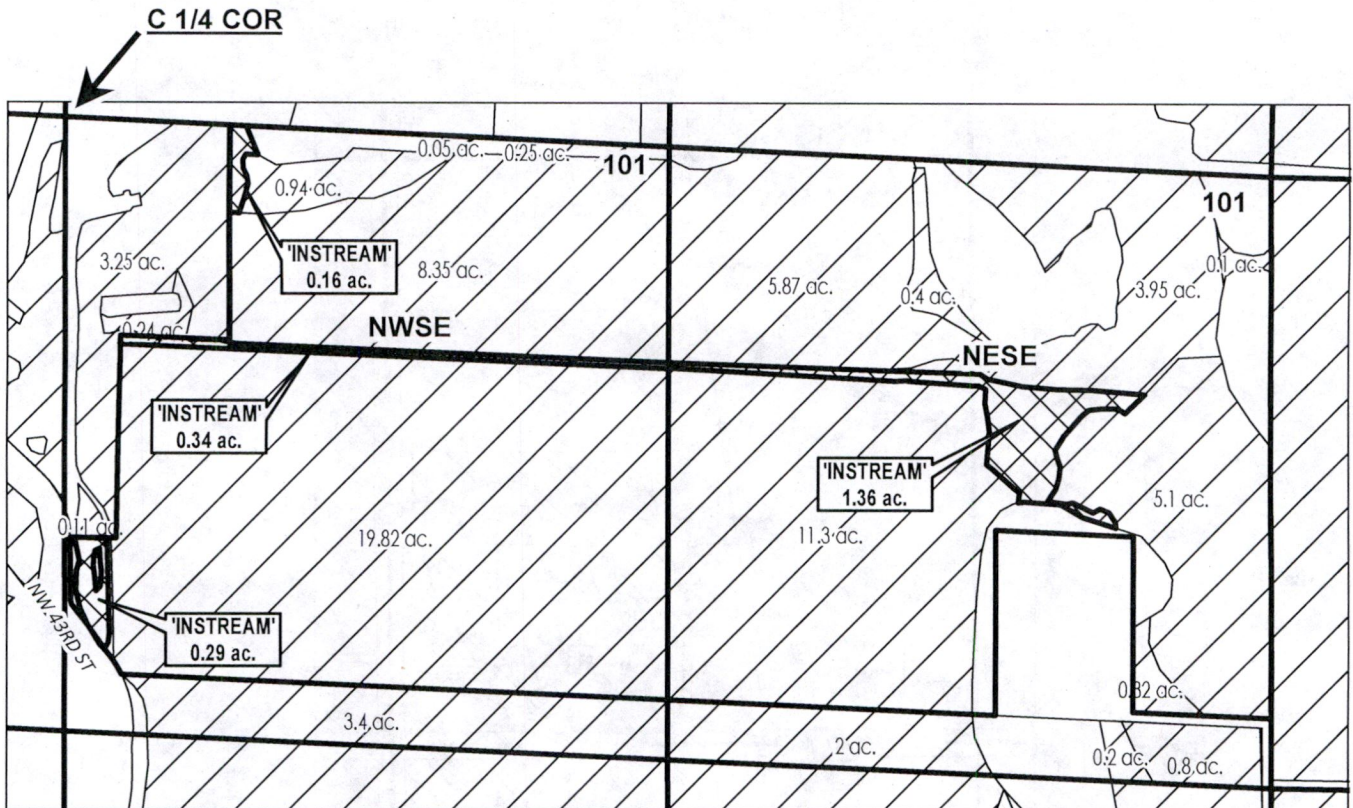 C 1/4 COR
0.05 ac.
0.25 ac.
101
0.94 ac.
101
3.25 ac.
'INSTREAM'
0.16 ac.
8.35 ac.
5.87 ac.
0.4 ac.
3.95 ac.
0.1 ac.
0.24 ac.
NWSE
NESE
'INSTREAM'
0.34 ac.
'INSTREAM'
1.36 ac.
5.1 ac.
0.11 ac.
19.82 ac.
11.3 ac.
NW 43RD ST
'INSTREAM'
0.29 ac.
0.82 ac.
3.4 ac.
2 ac.
0.2 ac.
0.8 ac.